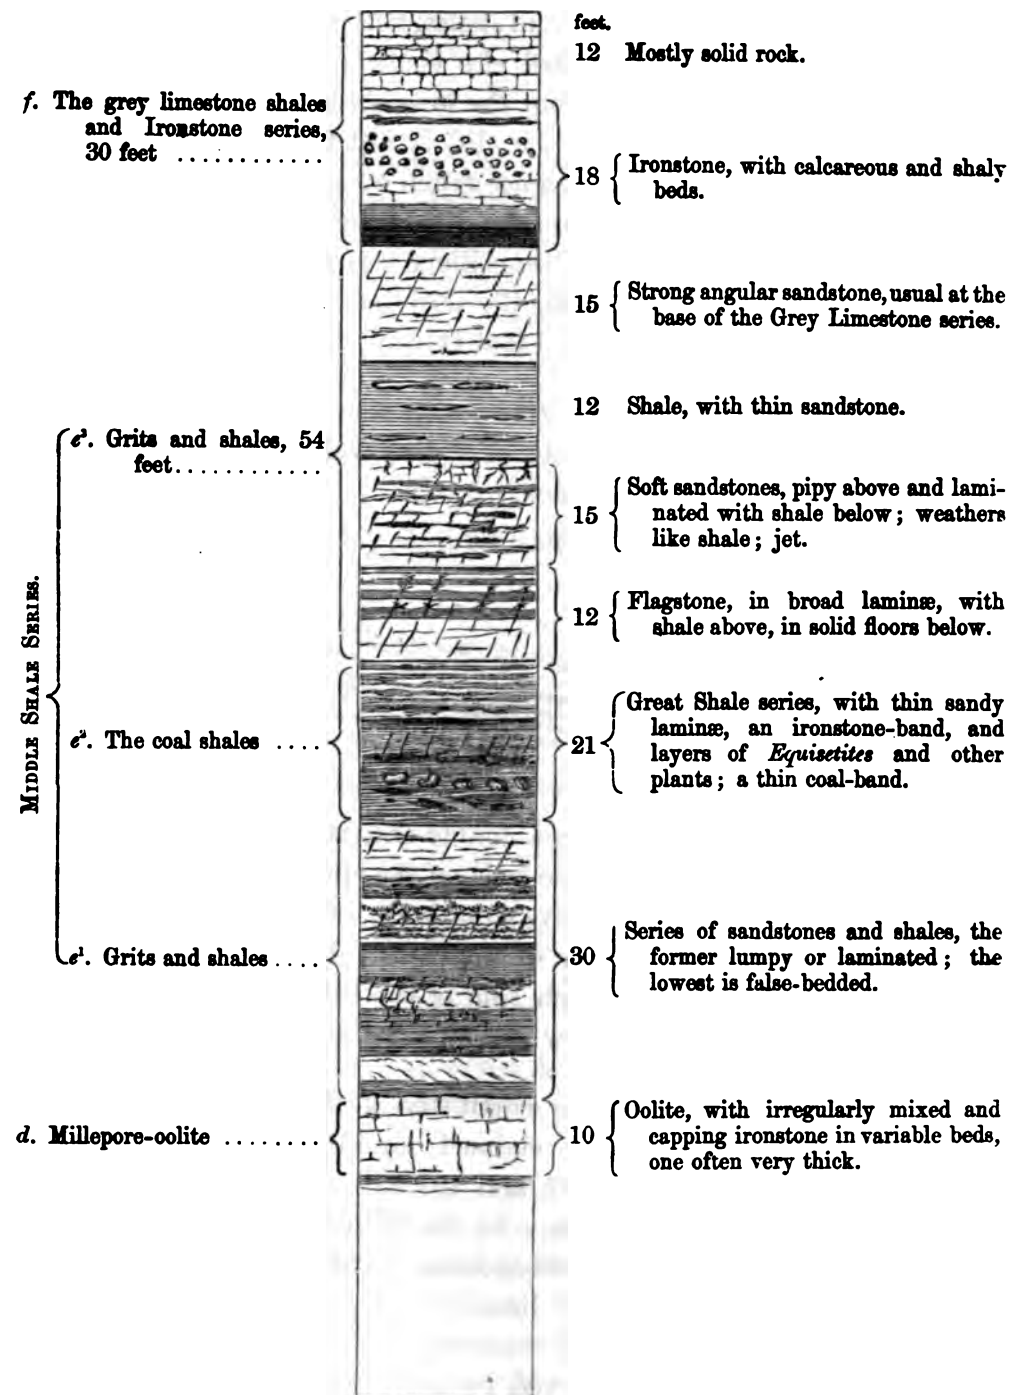 feet.
12 Mostly solid rock.
f. The grey limestone shales
and Ironstone series,
30 feet ............
18 Ironstone, with calcareous and shaly
beds.
15 Strong angular sandstone, usual at the
base of the Grey Limestone series.
12 Shale, with thin sandstone.
MIDDLE SHALE SERIES.
e³. Grits and shales, 54
feet............
15 Soft sandstones, pipy above and lami-
nated with shale below; weathers
like shale; jet.
12 Flagstone, in broad laminæ, with
shale above, in solid floors below.
e². The coal shales ....
21 Great Shale series, with thin sandy
laminæ, an ironstone-band, and
layers of Equisetites and other
plants; a thin coal-band.
e¹. Grits and shales ....
30 Series of sandstones and shales, the
former lumpy or laminated; the
lowest is false-bedded.
d. Millepore-oolite ........
10 Oolite, with irregularly mixed and
capping ironstone in variable beds,
one often very thick.